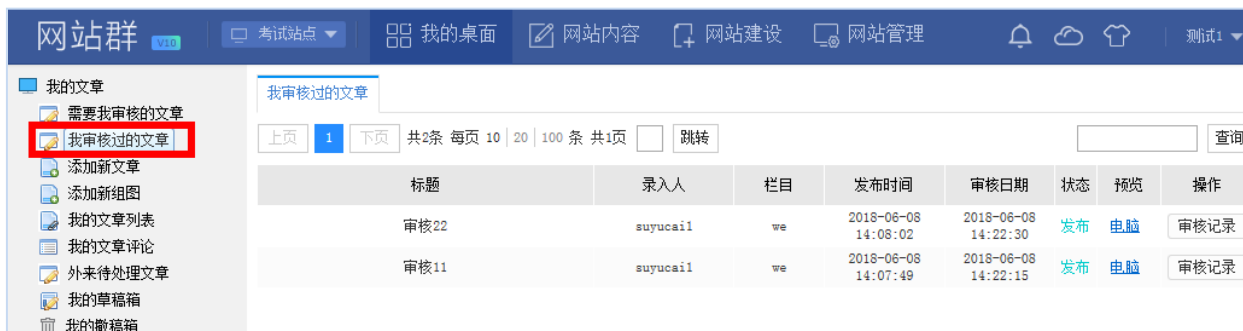 网站群 V10 考试站点 我的桌面 网站内容 网站建设 网站管理 测试1
我的文章
需要我审核的文章
我审核过的文章
添加新文章
添加新组图
我的文章列表
我的文章评论
外来待处理文章
我的草稿箱
我的撤稿箱
我审核过的文章
上页 1 下页 共2条 每页 10 | 20 | 100 条 共1页 跳转 查询
标题 录入人 栏目 发布时间 审核日期 状态 预览 操作
审核22 suyucai1 we 2018-06-08 14:08:02 2018-06-08 14:22:30 发布 电脑 审核记录
审核11 suyucai1 we 2018-06-08 14:07:49 2018-06-08 14:22:15 发布 电脑 审核记录